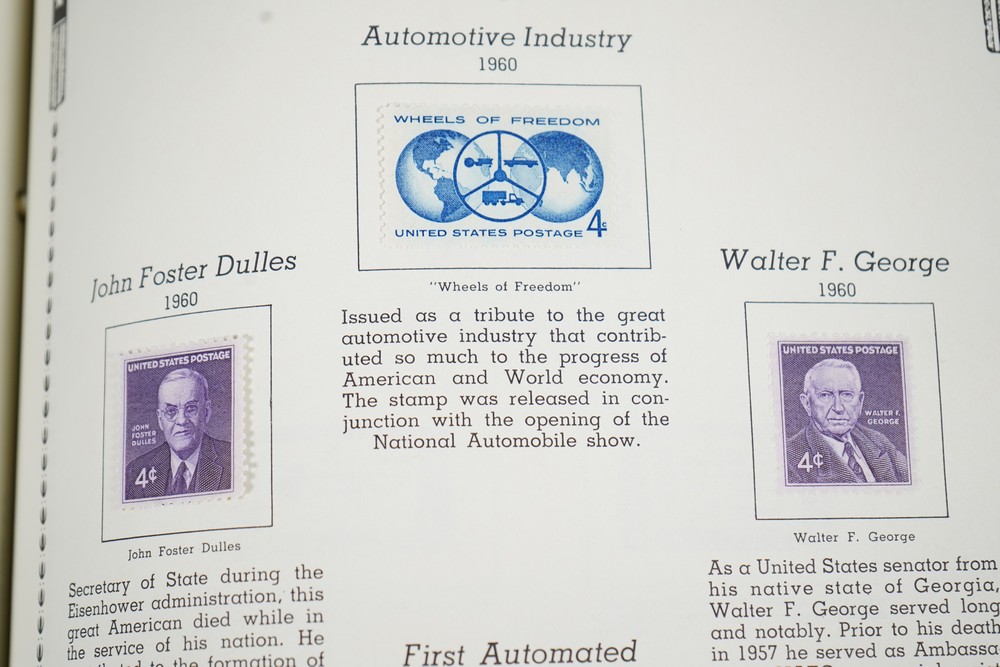 Automotive Industry
1960
WHEELS OF FREEDOM
UNITED STATES POSTAGE 4c
"Wheels of Freedom"
Issued as a tribute to the great
automotive industry that contrib-
uted so much to the progress of
American and World economy.
The stamp was released in con-
junction with the opening of the
National Automobile show.
John Foster Dulles
1960
UNITED STATES POSTAGE
JOHN
FOSTER
DULLES
4¢
John Foster Dulles
Secretary of State during the
Eisenhower administration, this
great American died while in
the service of his nation. He
to the formation of
Walter F. George
1960
UNITED STATES POSTAGE
WALTER F.
GEORGE
4¢
Walter F. George
As a United States senator from
his native state of Georgia,
Walter F. George served long
and notably. Prior to his death
in 1957 he served as Ambassa
First Automated